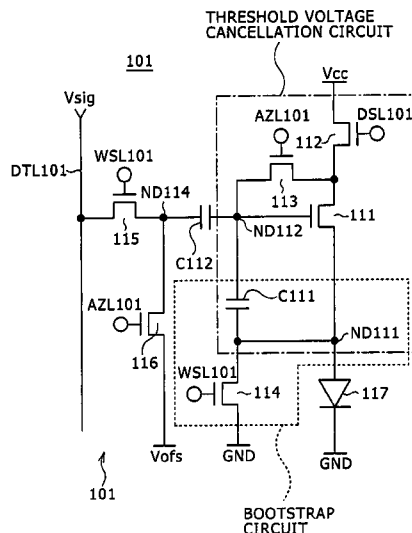 THRESHOLD VOLTAGE
CANCELLATION CIRCUIT
101
Vcc
Vsig
AZL101
DSL101
112
DTL101
WSL101
ND114
113
111
ND112
115
C112
C111
AZL101
ND111
116
WSL101
114
117
Vofs
GND
GND
101
BOOTSTRAP
CIRCUIT